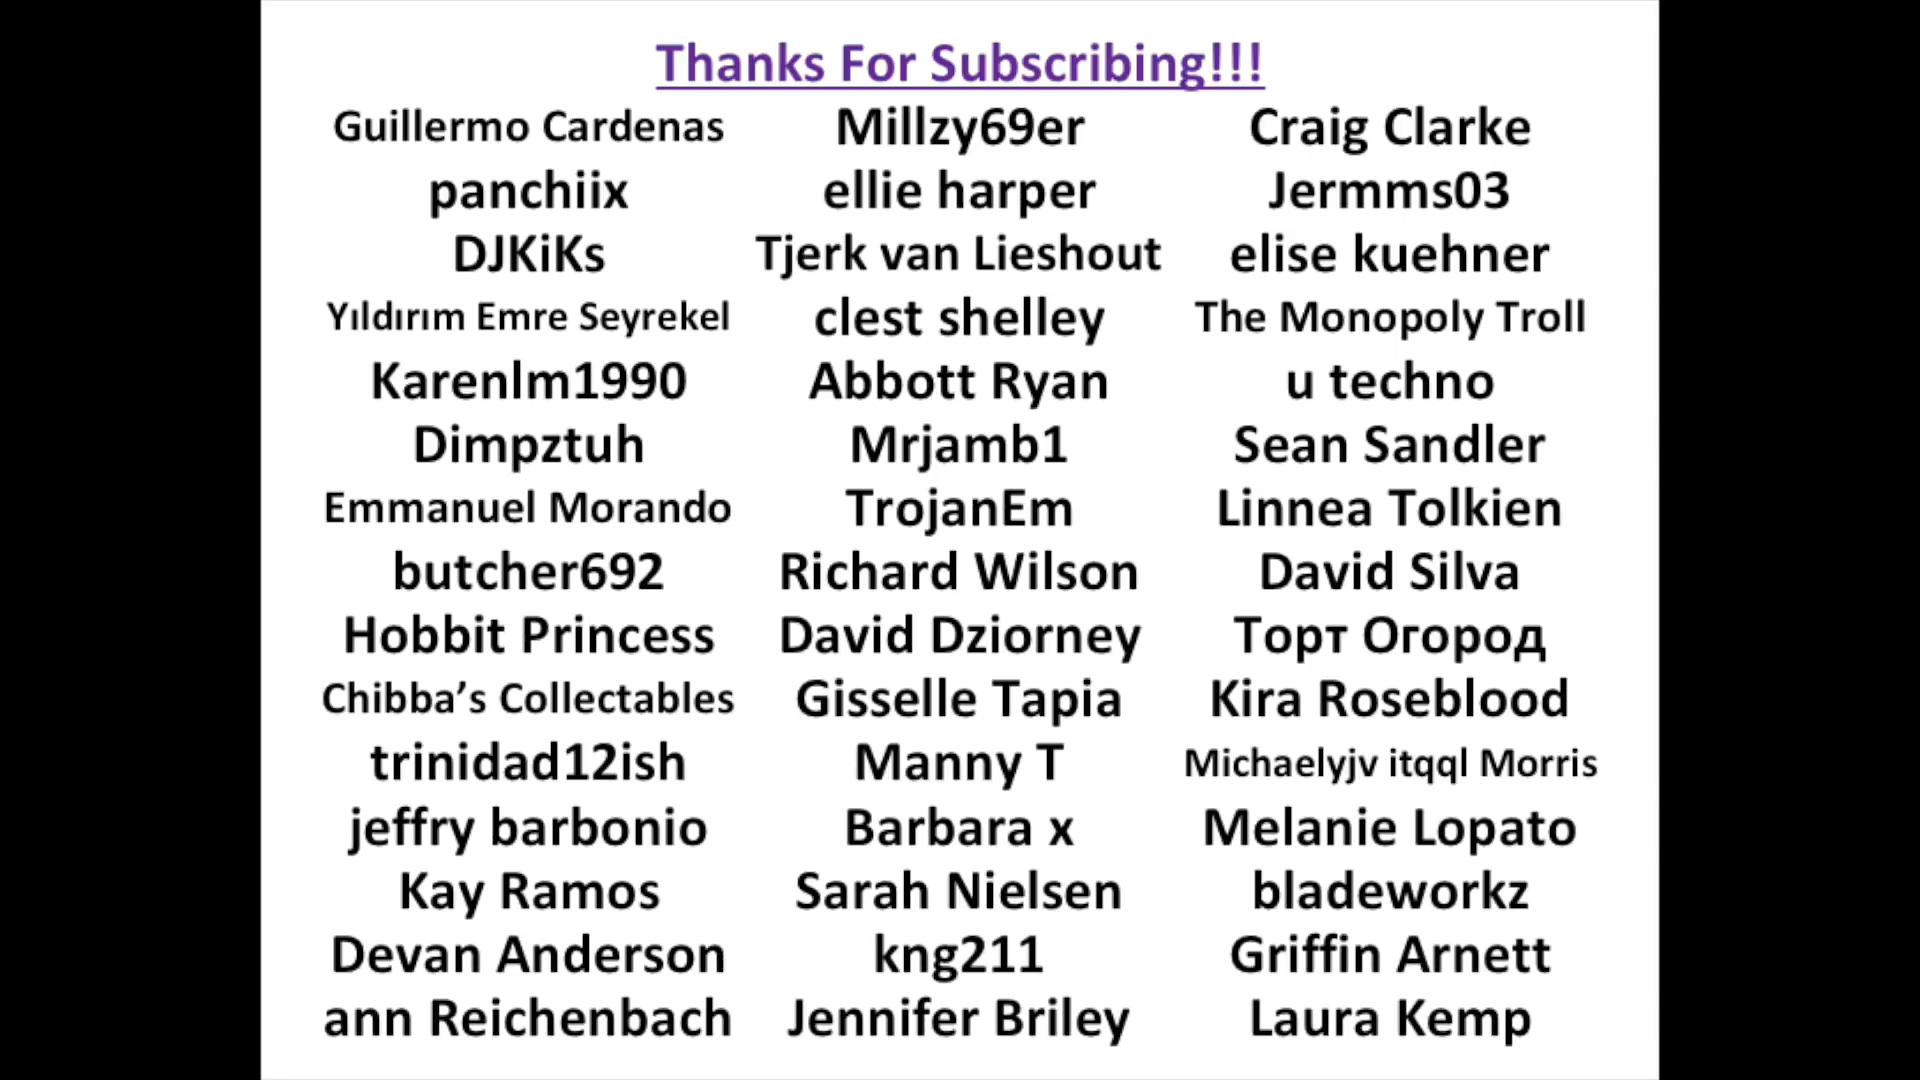 Thanks For Subscribing!!!
Guillermo Cardenas Millzy69er Craig Clarke
panchiix ellie harper Jermms03
DJKiKs Tjerk van Lieshout elise kuehner
Yıldırım Emre Seyrekel clest shelley The Monopoly Troll
Karenlm1990 Abbott Ryan u techno
Dimpztuh Mrjamb1 Sean Sandler
Emmanuel Morando TrojanEm Linnea Tolkien
butcher692 Richard Wilson David Silva
Hobbit Princess David Dziorney Торт Огород
Chibba’s Collectables Gisselle Tapia Kira Roseblood
trinidad12ish Manny T Michaelyjv itqql Morris
jeffry barbonio Barbara x Melanie Lopato
Kay Ramos Sarah Nielsen bladeworkz
Devan Anderson kng211 Griffin Arnett
ann Reichenbach Jennifer Briley Laura Kemp